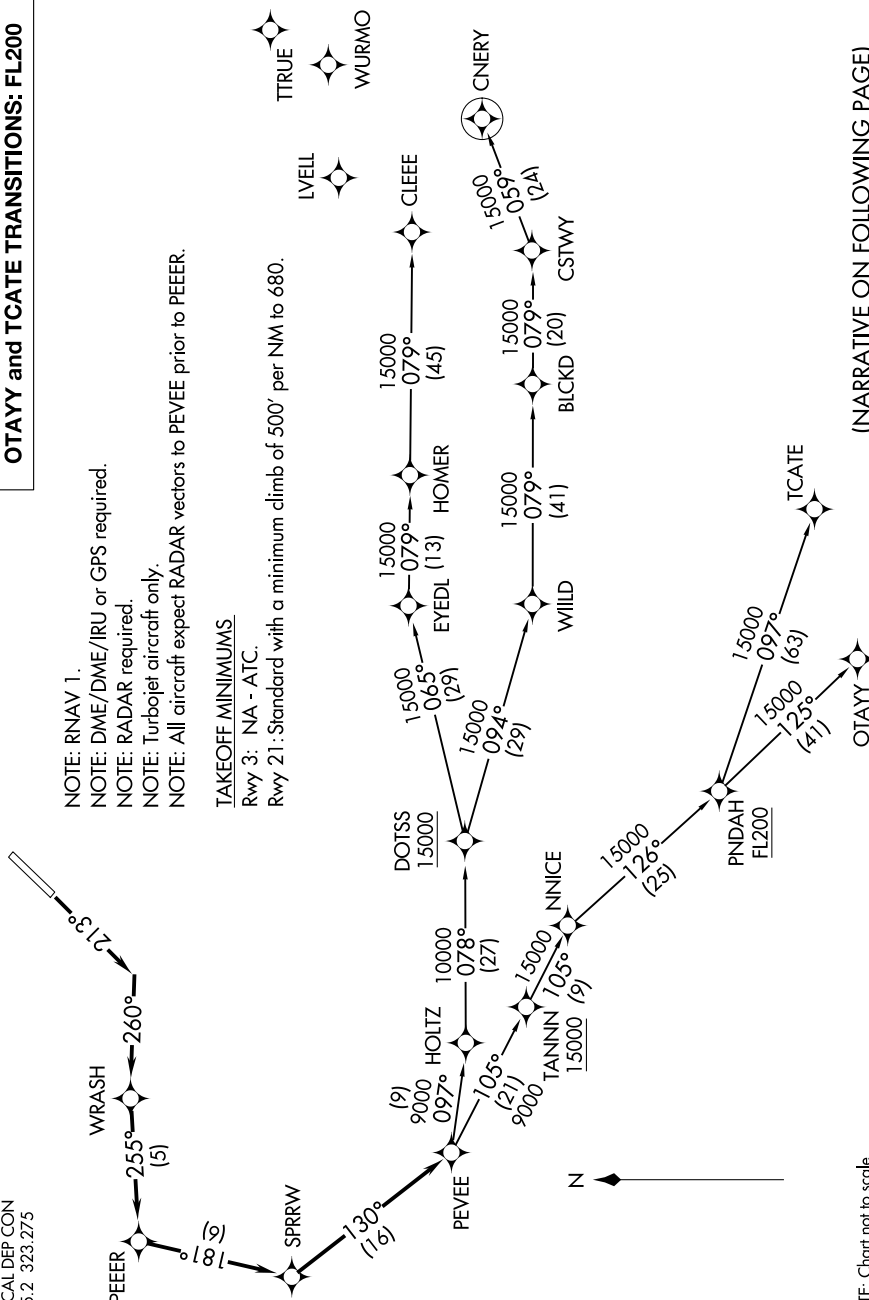 OTAYY and TCATE TRANSITIONS: FL200
CAL DEP CON
5.2 323.275
NOTE: RNAV 1.
NOTE: DME/DME/IRU or GPS required.
NOTE: RADAR required.
NOTE: Turbojet aircraft only.
NOTE: All aircraft expect RADAR vectors to PEVEE prior to PEEER.
TAKEOFF MINIMUMS
Rwy 3: NA - ATC.
Rwy 21: Standard with a minimum climb of 500' per NM to 680.
213°
260°
WRASH
255°
(5)
PEEER
181°
(6)
SPRRW
130°
(16)
PEVEE
(9)
9000
097°
HOLTZ
10000
078°
(27)
DOTSS
15000
15000
065°
(29)
EYEDL
15000
079°
(13)
HOMER
15000
079°
(45)
CLEEE
LVELL
TTRUE
WURMO
15000
094°
(29)
WIILD
15000
079°
(41)
BLCKD
15000
079°
(20)
CSTWY
15000
059°
(24)
CNERY
105°
(21)
9000
TANNN
15000
15000
105°
(9)
NNICE
15000
126°
(25)
PNDAH
FL200
15000
097°
(63)
TCATE
15000
125°
(41)
OTAYY
N
(NARRATIVE ON FOLLOWING PAGE)
TE: Chart not to scale